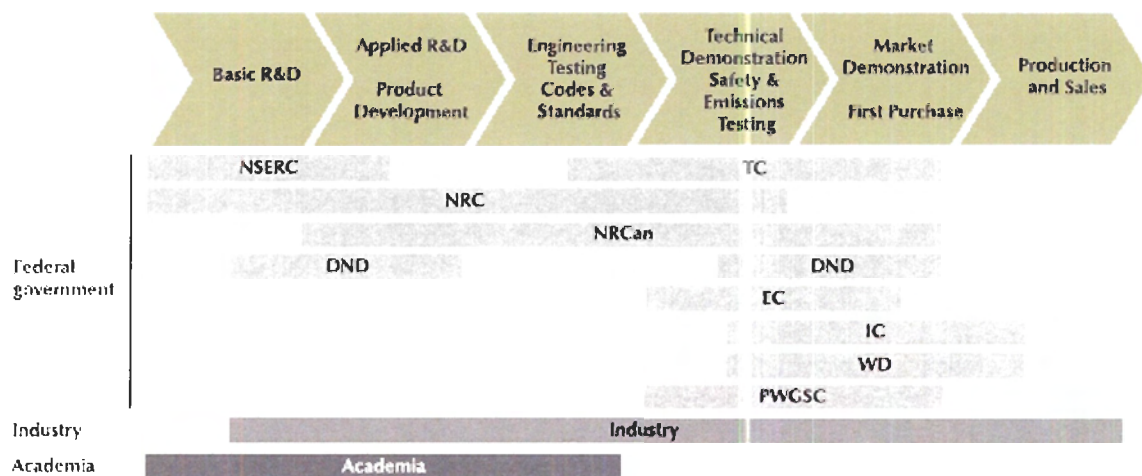 Basic R&D
Applied R&D
Product
Development
Engineering
Testing
Codes &
Standards
Technical
Demonstration
Safety &
Emissions
Testing
Market
Demonstration
First Purchase
Production
and Sales
Federal
government
NSERC
TC
NRC
NRCan
DND
DND
EC
IC
WD
PWGSC
Industry
Industry
Academia
Academia